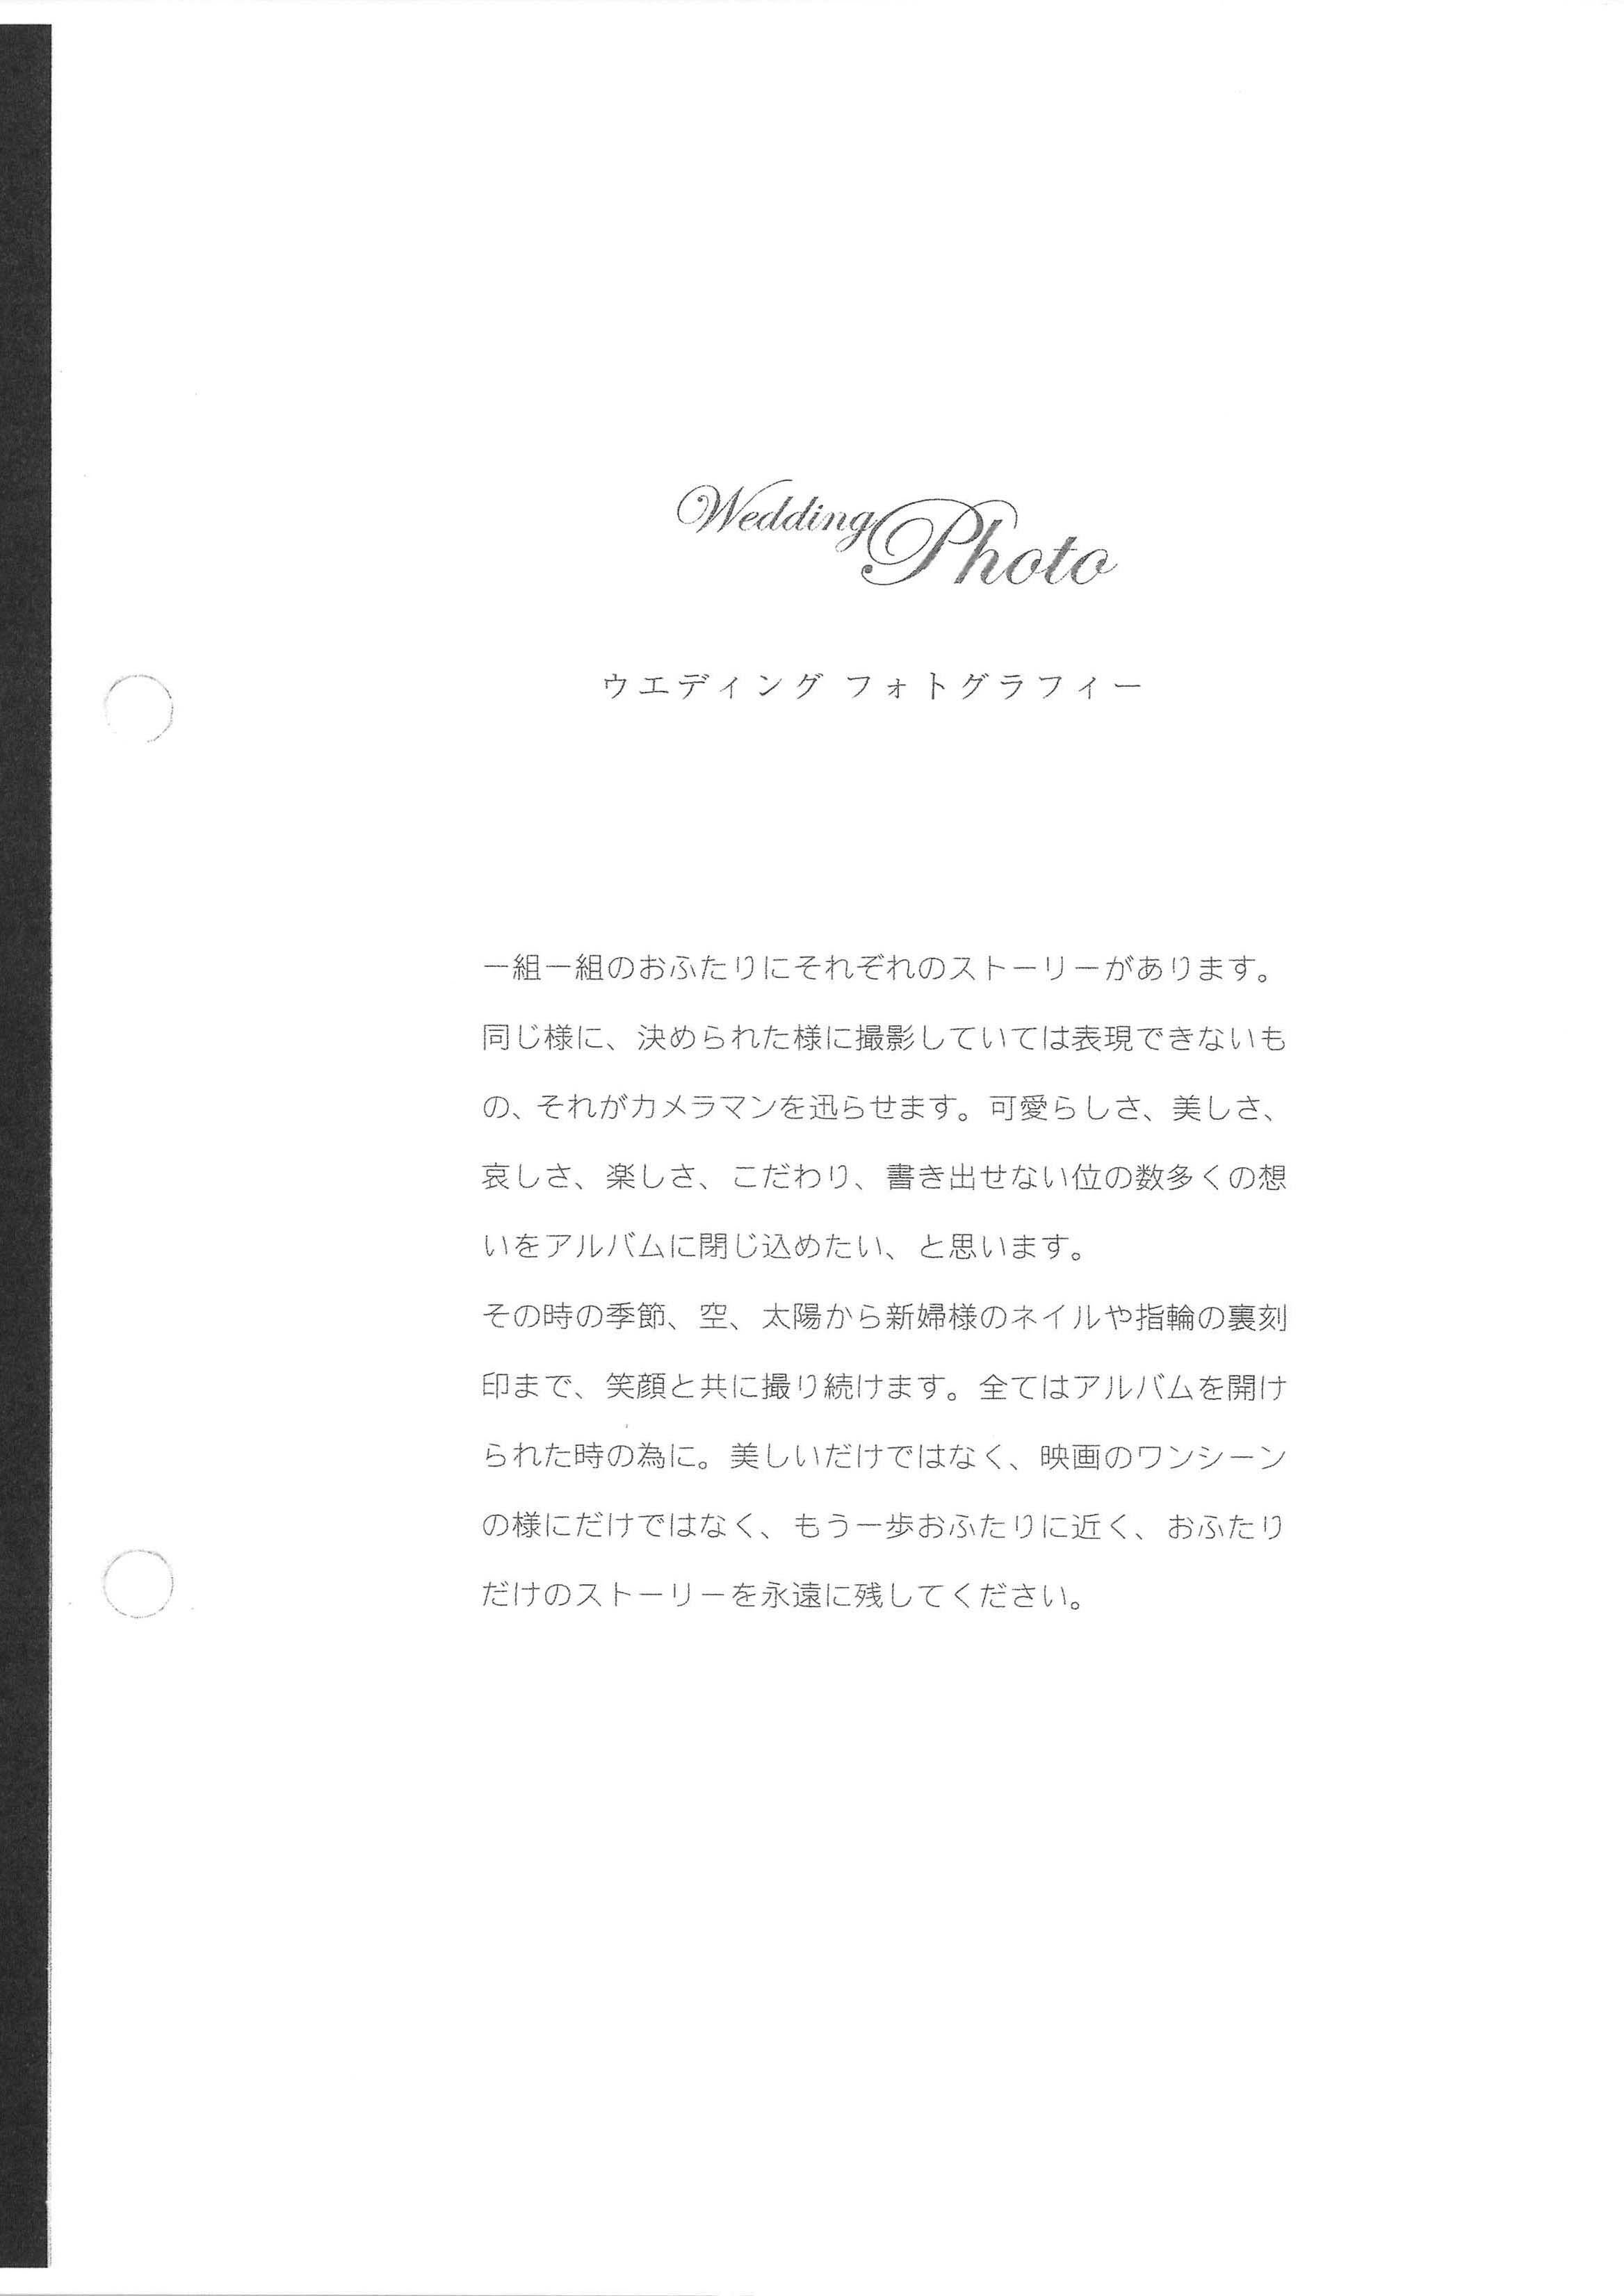 Wedding Photo
ウエディング フォトグラフィー
一組一組のおふたりにそれぞれのストーリーがあります。
同じ様に、決められた様に撮影していては表現できないも
の、それがカメラマンを迅らせます。可愛らしさ、美しさ、
哀しさ、楽しさ、こだわり、書き出せない位の数多くの想
いをアルバムに閉じ込めたい、と思います。
その時の季節、空、太陽から新婦様のネイルや指輪の裏刻
印まで、笑顔と共に撮り続けます。全てはアルバムを開け
られた時の為に。美しいだけではなく、映画のワンシーン
の様にだけではなく、もう一歩おふたりに近く、おふたり
だけのストーリーを永遠に残してください。